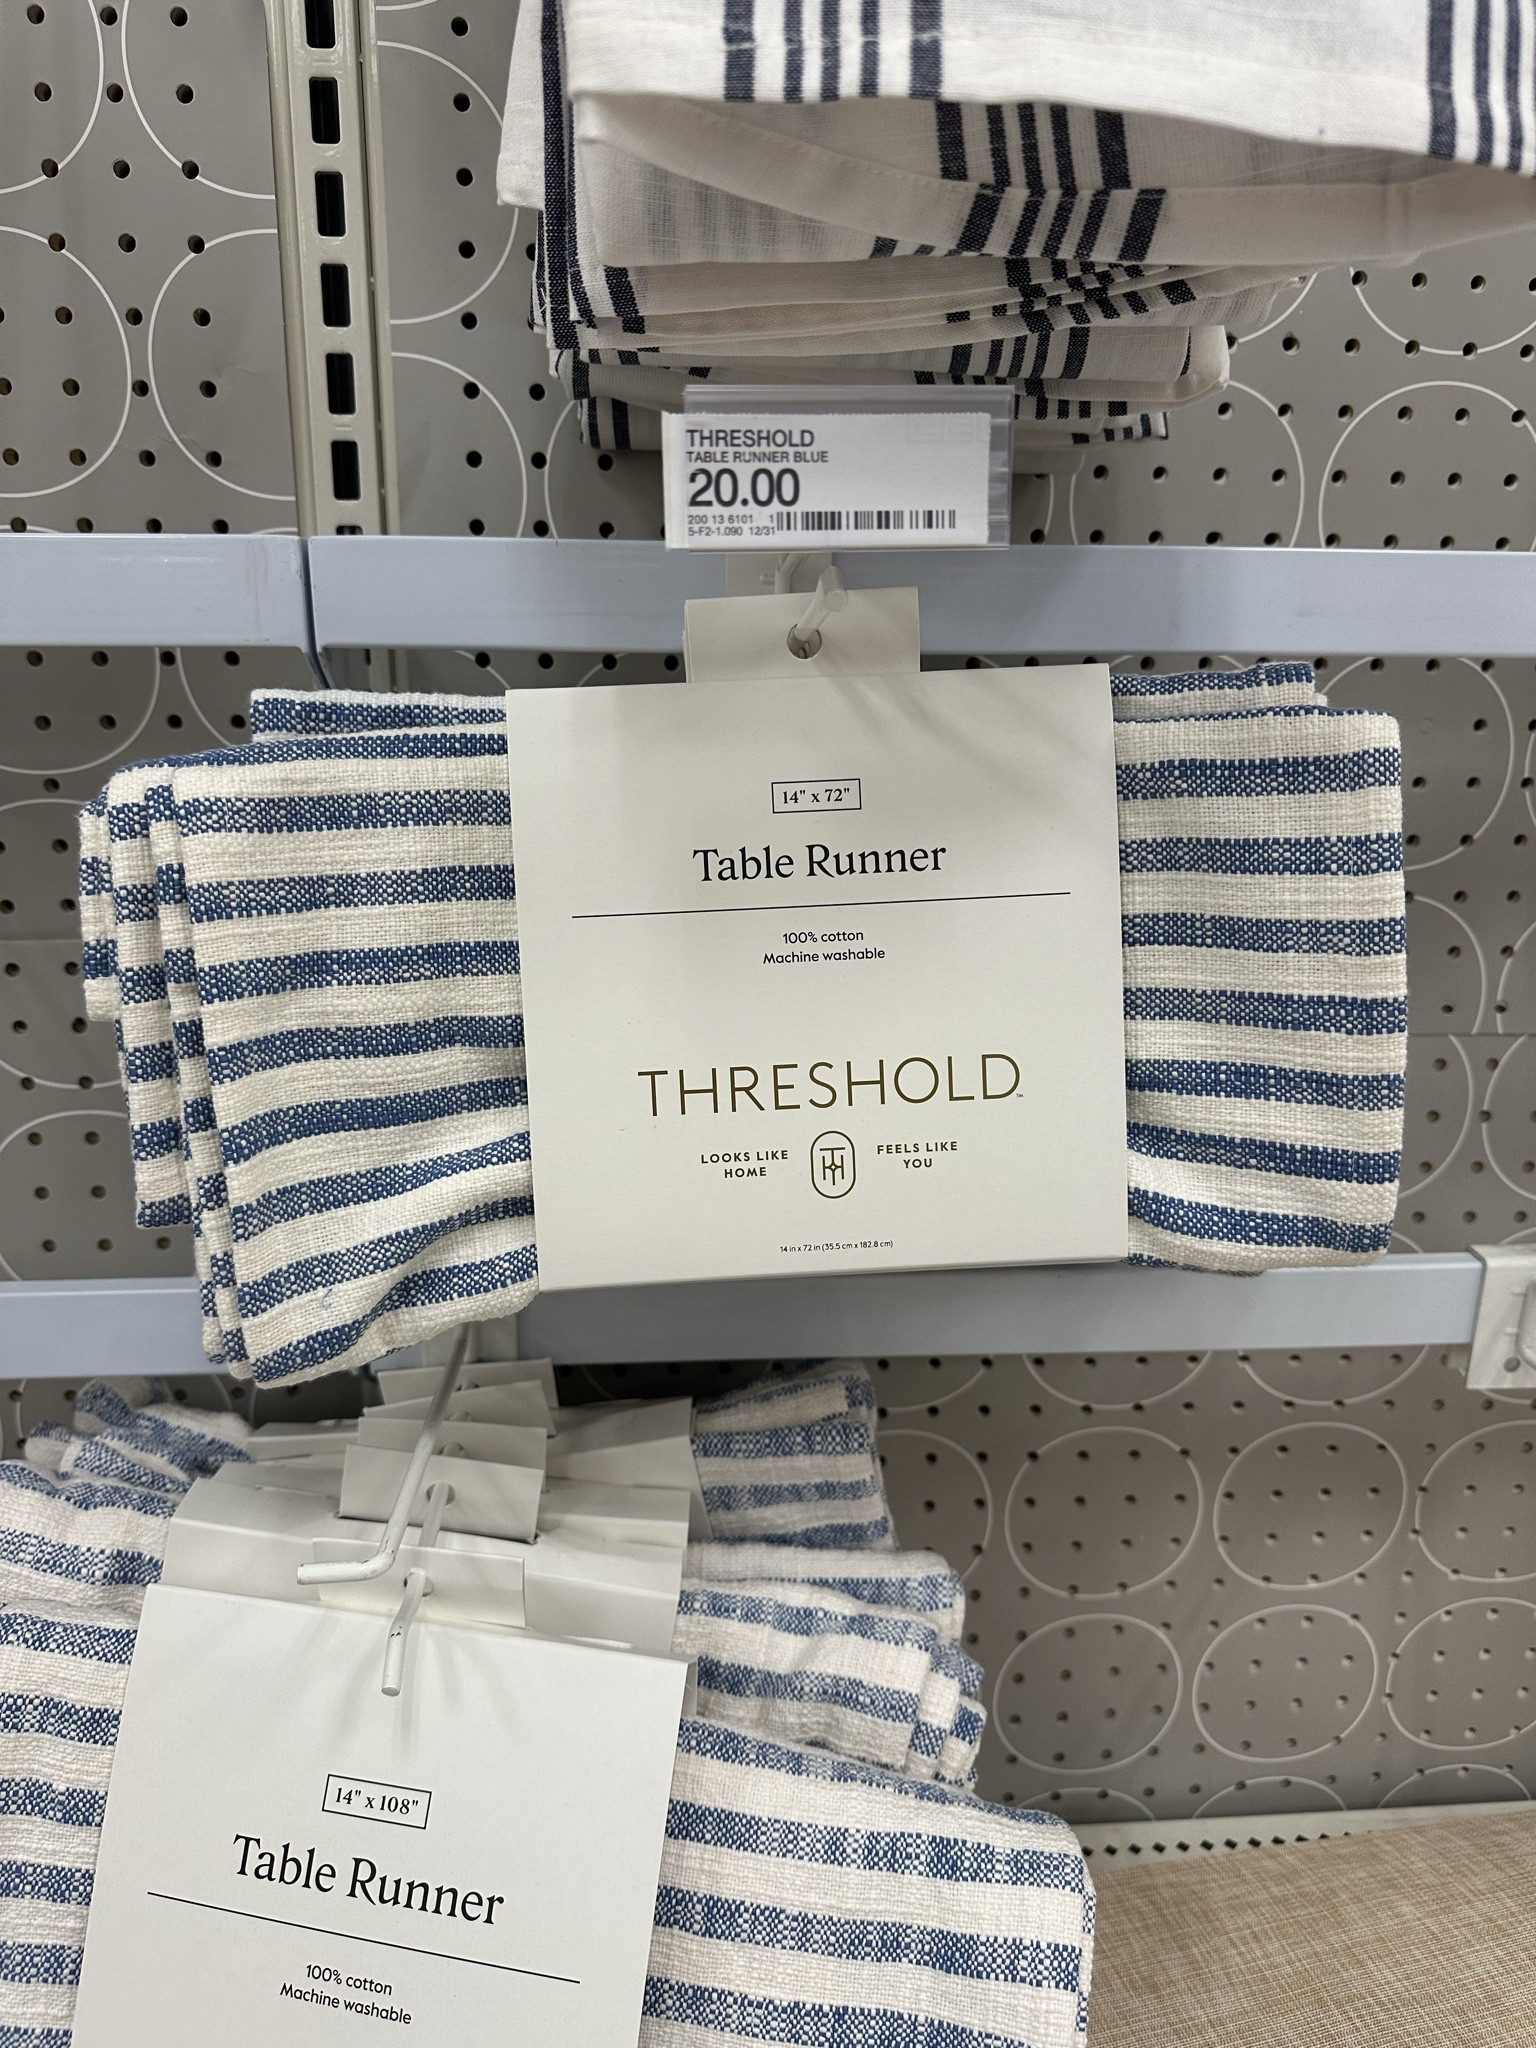 THRESHOLD
TABLE RUNNER BLUE
20.00
200 13 6101 1
5-F2-1.090 12/31
14" x 72"
Table Runner
100% cotton
Machine washable
THRESHOLD™
LOOKS LIKE
HOME
FEELS LIKE
YOU
14 in x 72 in (35.5 cm x 182.8 cm)
14" x 108"
Table Runner
100% cotton
Machine washable